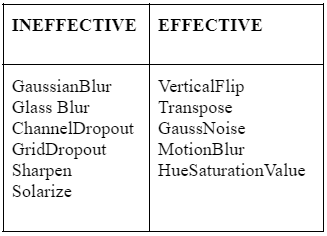 INEFFECTIVE EFFECTIVE
GaussianBlur VerticalFlip
Glass Blur Transpose
ChannelDropout GaussNoise
GridDropout MotionBlur
Sharpen HueSaturationValue
Solarize